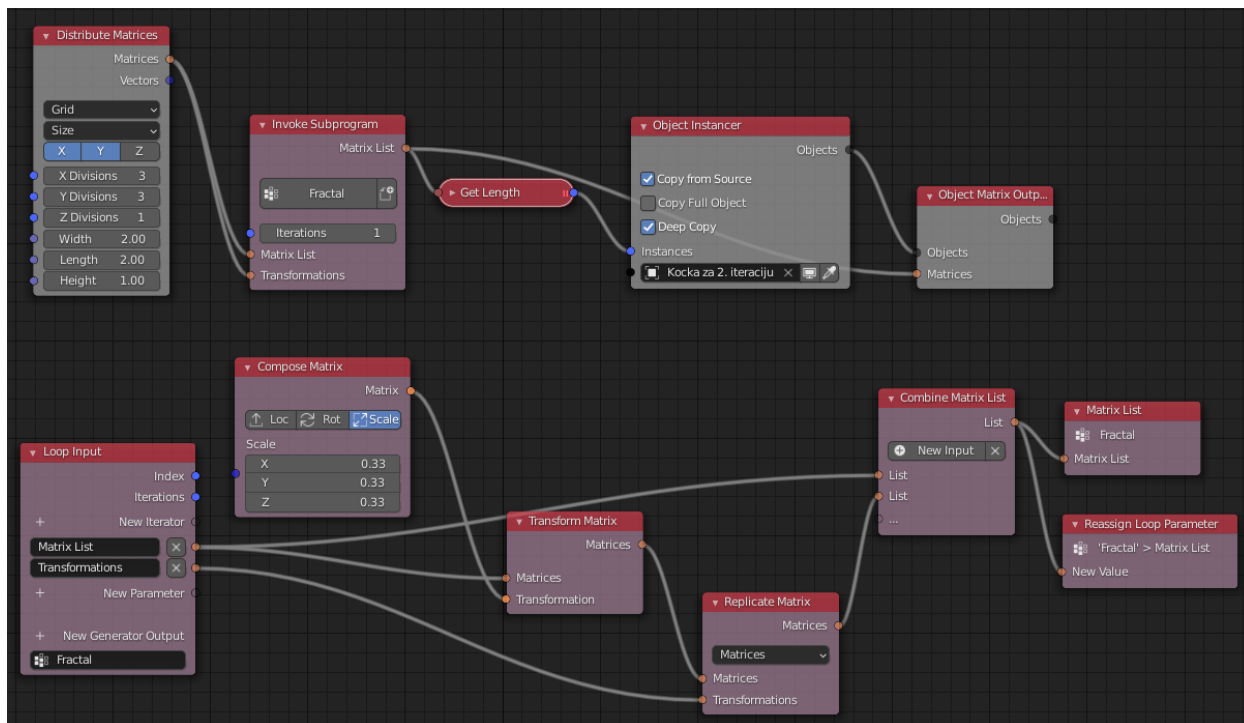 Distribute Matrices
Matrices
Vectors
Grid
Size
X Y Z
X Divisions 3
Y Divisions 3
Z Divisions 1
Width 2.00
Length 2.00
Height 1.00
Invoke Subprogram
Matrix List
Fractal
Iterations 1
Matrix List
Transformations
Get Length
Object Instancer
Objects
Copy from Source
Copy Full Object
Deep Copy
Instances
Kocka za 2. iteraciju
Object Matrix Outp...
Objects
Objects
Matrices
Loop Input
Index
Iterations
New Iterator
Matrix List
Transformations
New Parameter
New Generator Output
Fractal
Compose Matrix
Matrix
Loc Rot Scale
Scale
X 0.33
Y 0.33
Z 0.33
Transform Matrix
Matrices
Matrices
Transformation
Replicate Matrix
Matrices
Matrices
Matrices
Transformations
Combine Matrix List
List
New Input
List
List
...
Matrix List
Fractal
Matrix List
Reassign Loop Parameter
'Fractal' > Matrix List
New Value